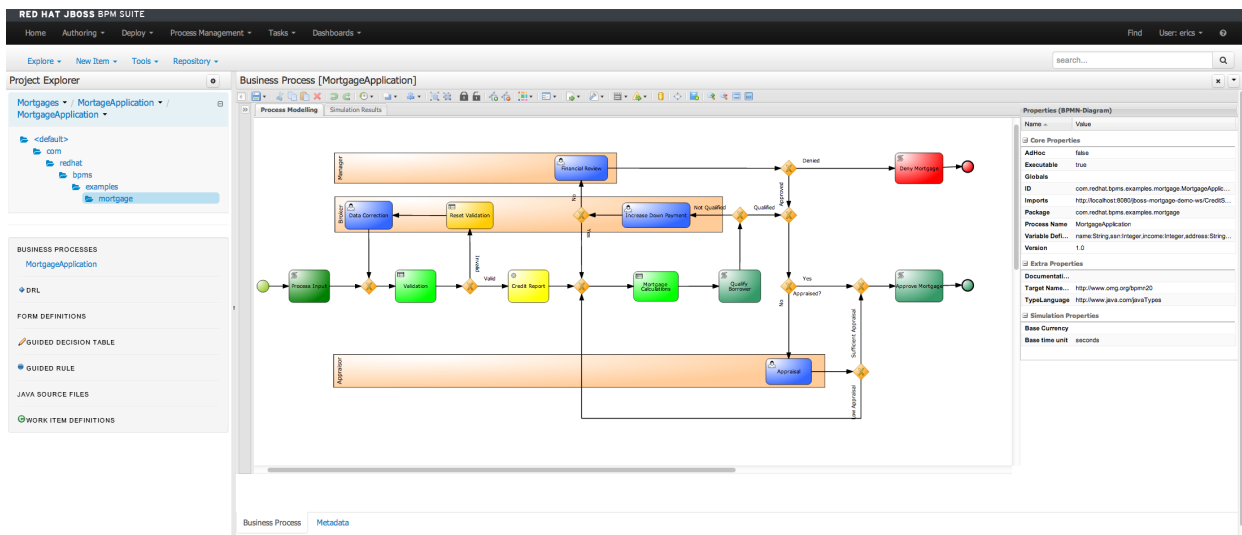 RED HAT JBOSS BPM SUITE
Home Authoring Deploy Process Management Tasks Dashboards Find User: erics
Explore New Item Tools Repository search...
Project Explorer
Mortgages / MortageApplication /
MortgageApplication
<default>
com
redhat
bpms
examples
mortgage
BUSINESS PROCESSES
MortgageApplication
DRL
FORM DEFINITIONS
GUIDED DECISION TABLE
GUIDED RULE
JAVA SOURCE FILES
WORK ITEM DEFINITIONS
Business Process [MortgageApplication]
Process Modelling Simulation Results
Manager
Financial Review
Denied
Deny Mortgage
No
Approved
Broker
Data Correction
Reset Validation
Increase Down Payment
Not Qualified
Qualified
Yes
Invalid
Process Input
Validation
Valid
Credit Report
Mortgage
Calculations
Qualify
Borrower
Yes
Appraised?
No
Approve Mortgage
Sufficient Appraisal
Appraisor
Appraisal
Low Appraisal
Properties (BPMN-Diagram)
Name Value
Core Properties
AdHoc false
Executable true
Globals
ID com.redhat.bpms.examples.mortgage.MortgageApplic...
Imports http://localhost:8080/jboss-mortgage-demo-ws/CreditS...
Package com.redhat.bpms.examples.mortgage
Process Name MortgageApplication
Variable Defi... name:String,ssn:Integer,income:Integer,address:String...
Version 1.0
Extra Properties
Documentati...
Target Name... http://www.omg.org/bpmn20
TypeLanguage http://www.java.com/javaTypes
Simulation Properties
Base Currency
Base time unit seconds
Business Process Metadata